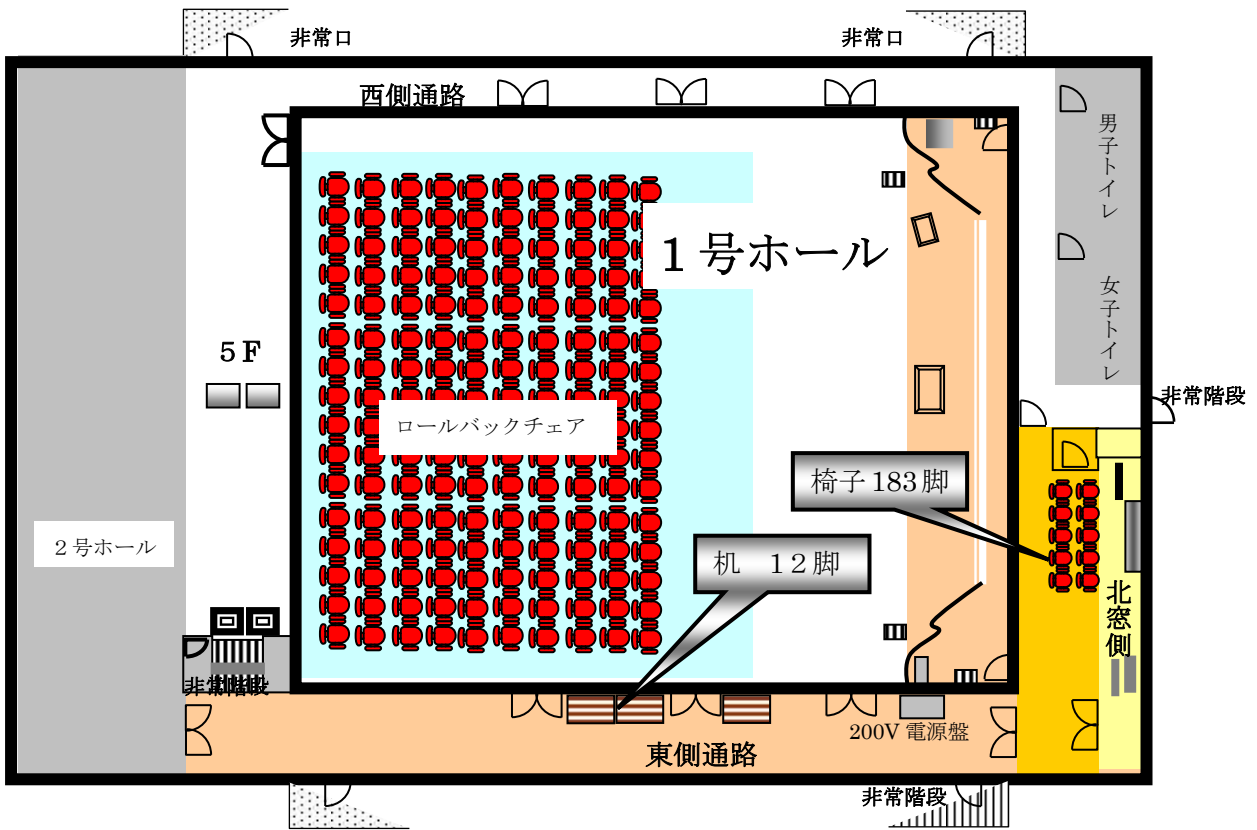 非常口
非常口
西側通路
男子トイレ
1号ホール
女子トイレ
5F
非常階段
ロールバックチェア
椅子183脚
2号ホール
机 12脚
北窓側
非常階段
200V 電源盤
東側通路
非常階段